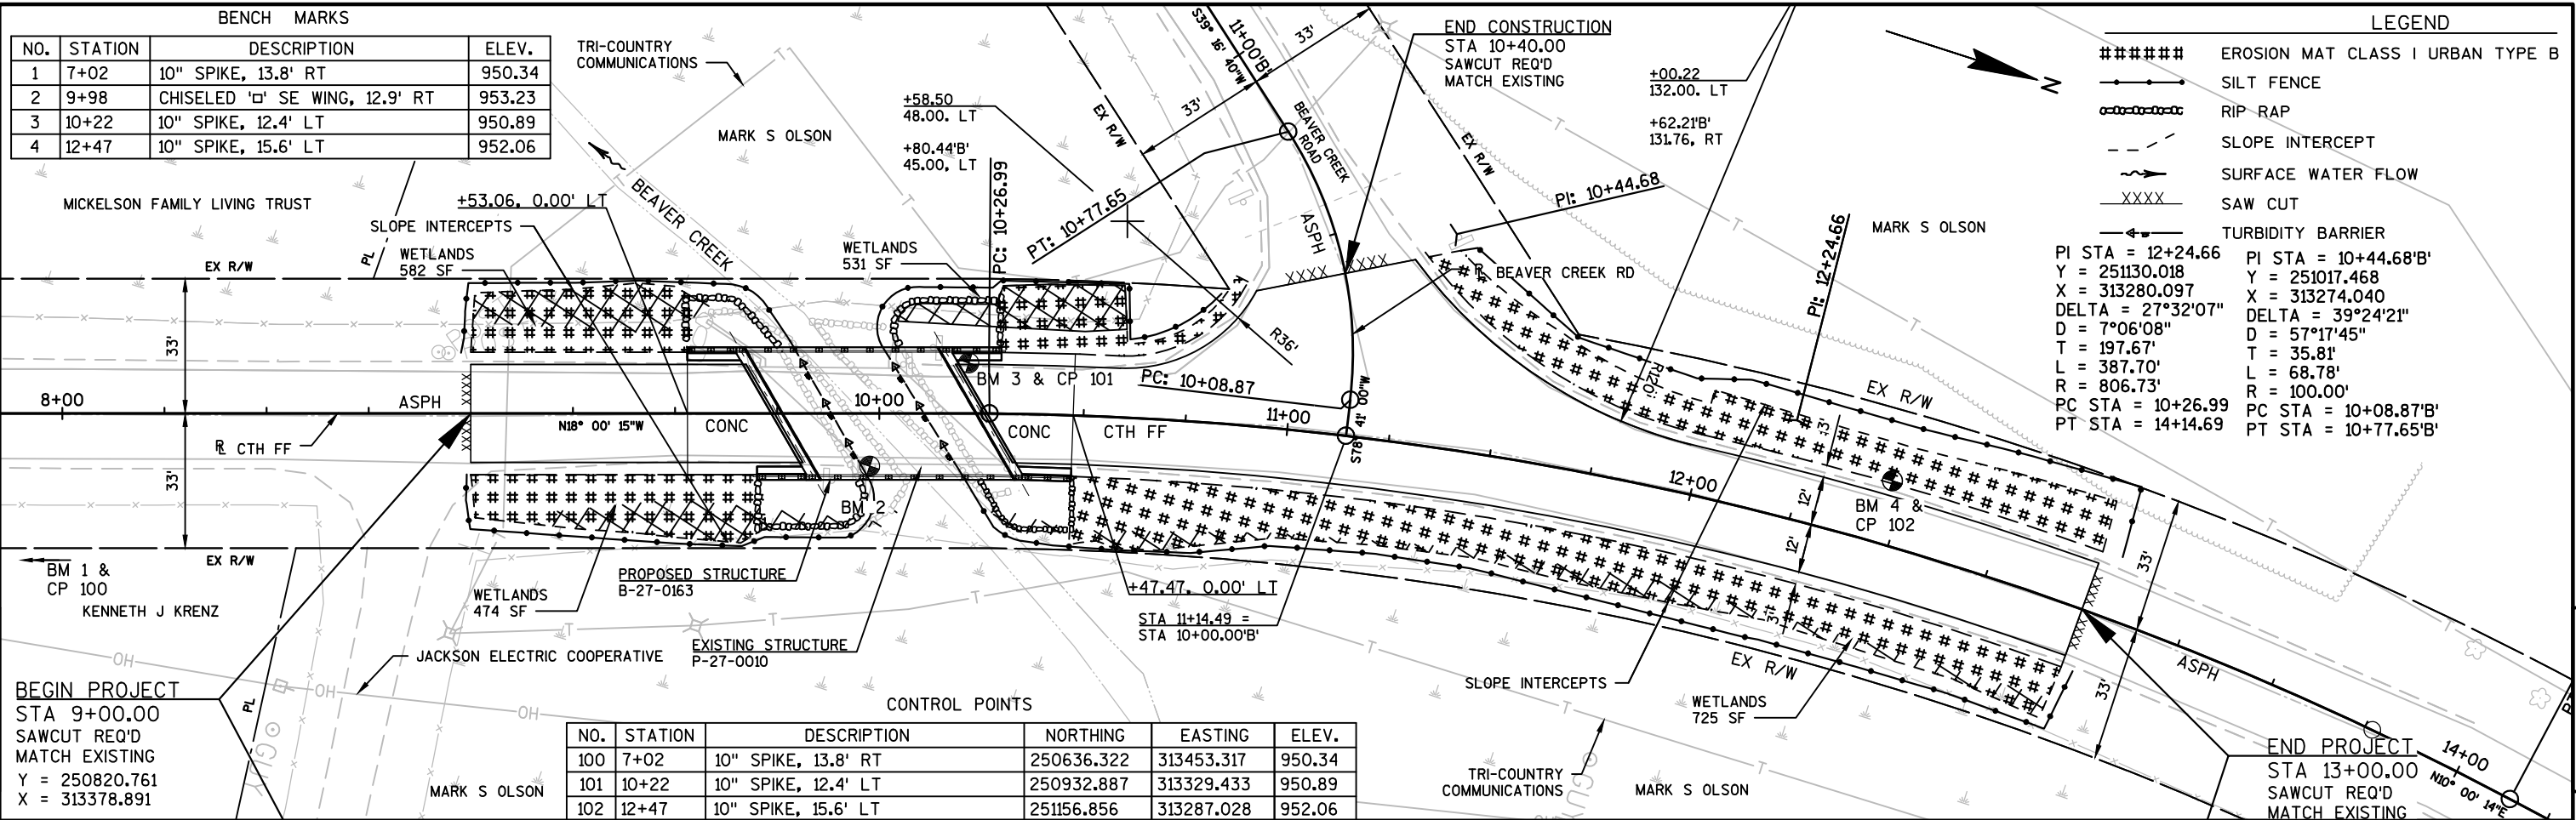 BENCH MARKS
NO. STATION DESCRIPTION ELEV.
1 7+02 10" SPIKE, 13.8' RT 950.34
2 9+98 CHISELED '□' SE WING, 12.9' RT 953.23
3 10+22 10" SPIKE, 12.4' LT 950.89
4 12+47 10" SPIKE, 15.6' LT 952.06
TRI-COUNTRY
COMMUNICATIONS
MARK S OLSON
MICKELSON FAMILY LIVING TRUST
+53.06, 0.00' LT
SLOPE INTERCEPTS
WETLANDS
582 SF
BEAVER CREEK
EX R/W
PL
33'
33'
8+00
ASPH
℞ CTH FF
N18° 00' 15"W
CONC
10+00
EX R/W
BM 1 &
CP 100
KENNETH J KRENZ
WETLANDS
531 SF
+58.50
48.00. LT
+80.44'B'
45.00, LT
PC: 10+26.99
PT: 10+77.65
EX R/W
33'
33'
S39° 16' 40"W
11+00'B'
BEAVER CREEK
ROAD
ASPH
END CONSTRUCTION
STA 10+40.00
SAWCUT REQ'D
MATCH EXISTING
+00.22
132.00. LT
+62.21'B'
131.76, RT
EX R/W
PI: 10+44.68
℞ BEAVER CREEK RD
XXXX XXXX
R36'
BM 3 & CP 101
PC: 10+08.87
11+00
S78° 41' 00"W
CONC
CTH FF
BM 2
PROPOSED STRUCTURE
B-27-0163
WETLANDS
474 SF
EXISTING STRUCTURE
P-27-0010
+47.47, 0.00' LT
STA 11+14.49 =
STA 10+00.00'B'
R120'
PI: 12+24.66
MARK S OLSON
EX R/W
12+00
12'
12'
BM 4 &
CP 102
33'
33'
EX R/W
SLOPE INTERCEPTS
WETLANDS
725 SF
ASPH
14+00
N10° 00' 14"E
N
LEGEND
EROSION MAT CLASS I URBAN TYPE B
SILT FENCE
RIP RAP
SLOPE INTERCEPT
SURFACE WATER FLOW
XXXX SAW CUT
TURBIDITY BARRIER
PI STA = 12+24.66
Y = 251130.018
X = 313280.097
DELTA = 27°32'07"
D = 7°06'08"
T = 197.67'
L = 387.70'
R = 806.73'
PC STA = 10+26.99
PT STA = 14+14.69
PI STA = 10+44.68'B'
Y = 251017.468
X = 313274.040
DELTA = 39°24'21"
D = 57°17'45"
T = 35.81'
L = 68.78'
R = 100.00'
PC STA = 10+08.87'B'
PT STA = 10+77.65'B'
BEGIN PROJECT
STA 9+00.00
SAWCUT REQ'D
MATCH EXISTING
Y = 250820.761
X = 313378.891
PL
OH
OH
OH
GUY
JACKSON ELECTRIC COOPERATIVE
MARK S OLSON
CONTROL POINTS
NO. STATION DESCRIPTION NORTHING EASTING ELEV.
100 7+02 10" SPIKE, 13.8' RT 250636.322 313453.317 950.34
101 10+22 10" SPIKE, 12.4' LT 250932.887 313329.433 950.89
102 12+47 10" SPIKE, 15.6' LT 251156.856 313287.028 952.06
TRI-COUNTRY
COMMUNICATIONS
GUY
MARK S OLSON
END PROJECT
STA 13+00.00
SAWCUT REQ'D
MATCH EXISTING